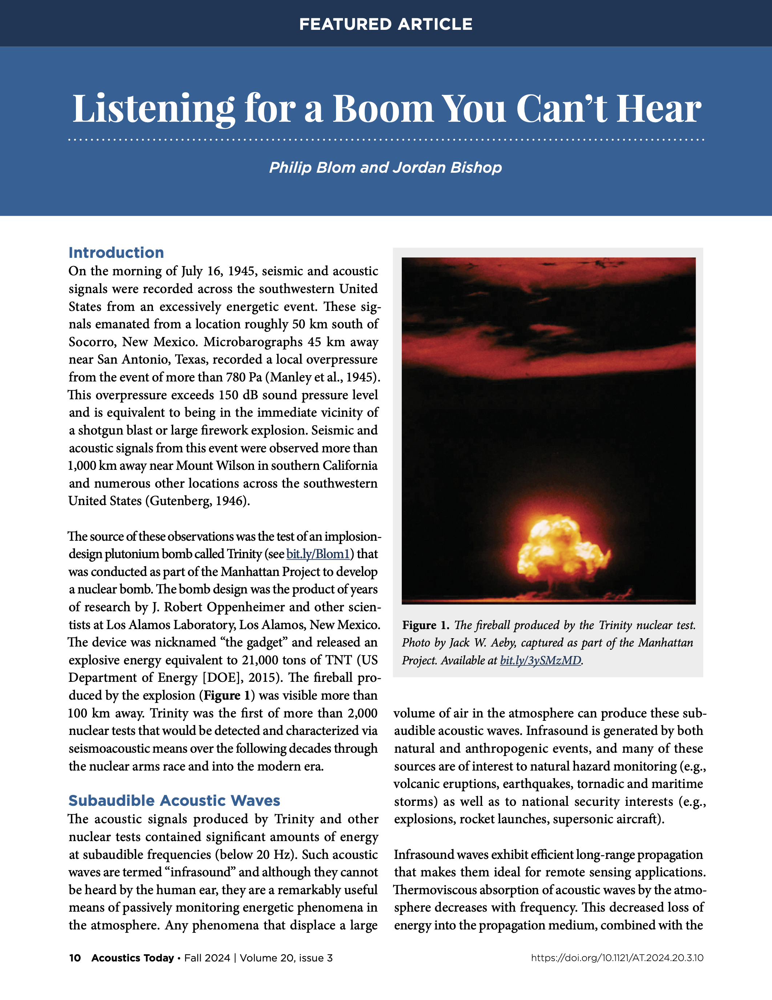 FEATURED ARTICLE
Listening for a Boom You Can’t Hear
Philip Blom and Jordan Bishop
Introduction
On the morning of July 16, 1945, seismic and acoustic
signals were recorded across the southwestern United
States from an excessively energetic event. These sig-
nals emanated from a location roughly 50 km south of
Socorro, New Mexico. Microbarographs 45 km away
near San Antonio, Texas, recorded a local overpressure
from the event of more than 780 Pa (Manley et al., 1945).
This overpressure exceeds 150 dB sound pressure level
and is equivalent to being in the immediate vicinity of
a shotgun blast or large firework explosion. Seismic and
acoustic signals from this event were observed more than
1,000 km away near Mount Wilson in southern California
and numerous other locations across the southwestern
United States (Gutenberg, 1946).
The source of these observations was the test of an implosion-
design plutonium bomb called Trinity (see bit.ly/Blom1) that
was conducted as part of the Manhattan Project to develop
a nuclear bomb. The bomb design was the product of years
of research by J. Robert Oppenheimer and other scien-
tists at Los Alamos Laboratory, Los Alamos, New Mexico.
The device was nicknamed “the gadget” and released an
explosive energy equivalent to 21,000 tons of TNT (US
Department of Energy [DOE], 2015). The fireball pro-
duced by the explosion (Figure 1) was visible more than
100 km away. Trinity was the first of more than 2,000
nuclear tests that would be detected and characterized via
seismoacoustic means over the following decades through
the nuclear arms race and into the modern era.
Subaudible Acoustic Waves
The acoustic signals produced by Trinity and other
nuclear tests contained significant amounts of energy
at subaudible frequencies (below 20 Hz). Such acoustic
waves are termed “infrasound” and although they cannot
be heard by the human ear, they are a remarkably useful
means of passively monitoring energetic phenomena in
the atmosphere. Any phenomena that displace a large
Figure 1. The fireball produced by the Trinity nuclear test.
Photo by Jack W. Aeby, captured as part of the Manhattan
Project. Available at bit.ly/3ySMzMD.
volume of air in the atmosphere can produce these sub-
audible acoustic waves. Infrasound is generated by both
natural and anthropogenic events, and many of these
sources are of interest to natural hazard monitoring (e.g.,
volcanic eruptions, earthquakes, tornadic and maritime
storms) as well as to national security interests (e.g.,
explosions, rocket launches, supersonic aircraft).
Infrasound waves exhibit efficient long-range propagation
that makes them ideal for remote sensing applications.
Thermoviscous absorption of acoustic waves by the atmo-
sphere decreases with frequency. This decreased loss of
energy into the propagation medium, combined with the
10 Acoustics Today • Fall 2024 | Volume 20, issue 3
https://doi.org/10.1121/AT.2024.20.3.10